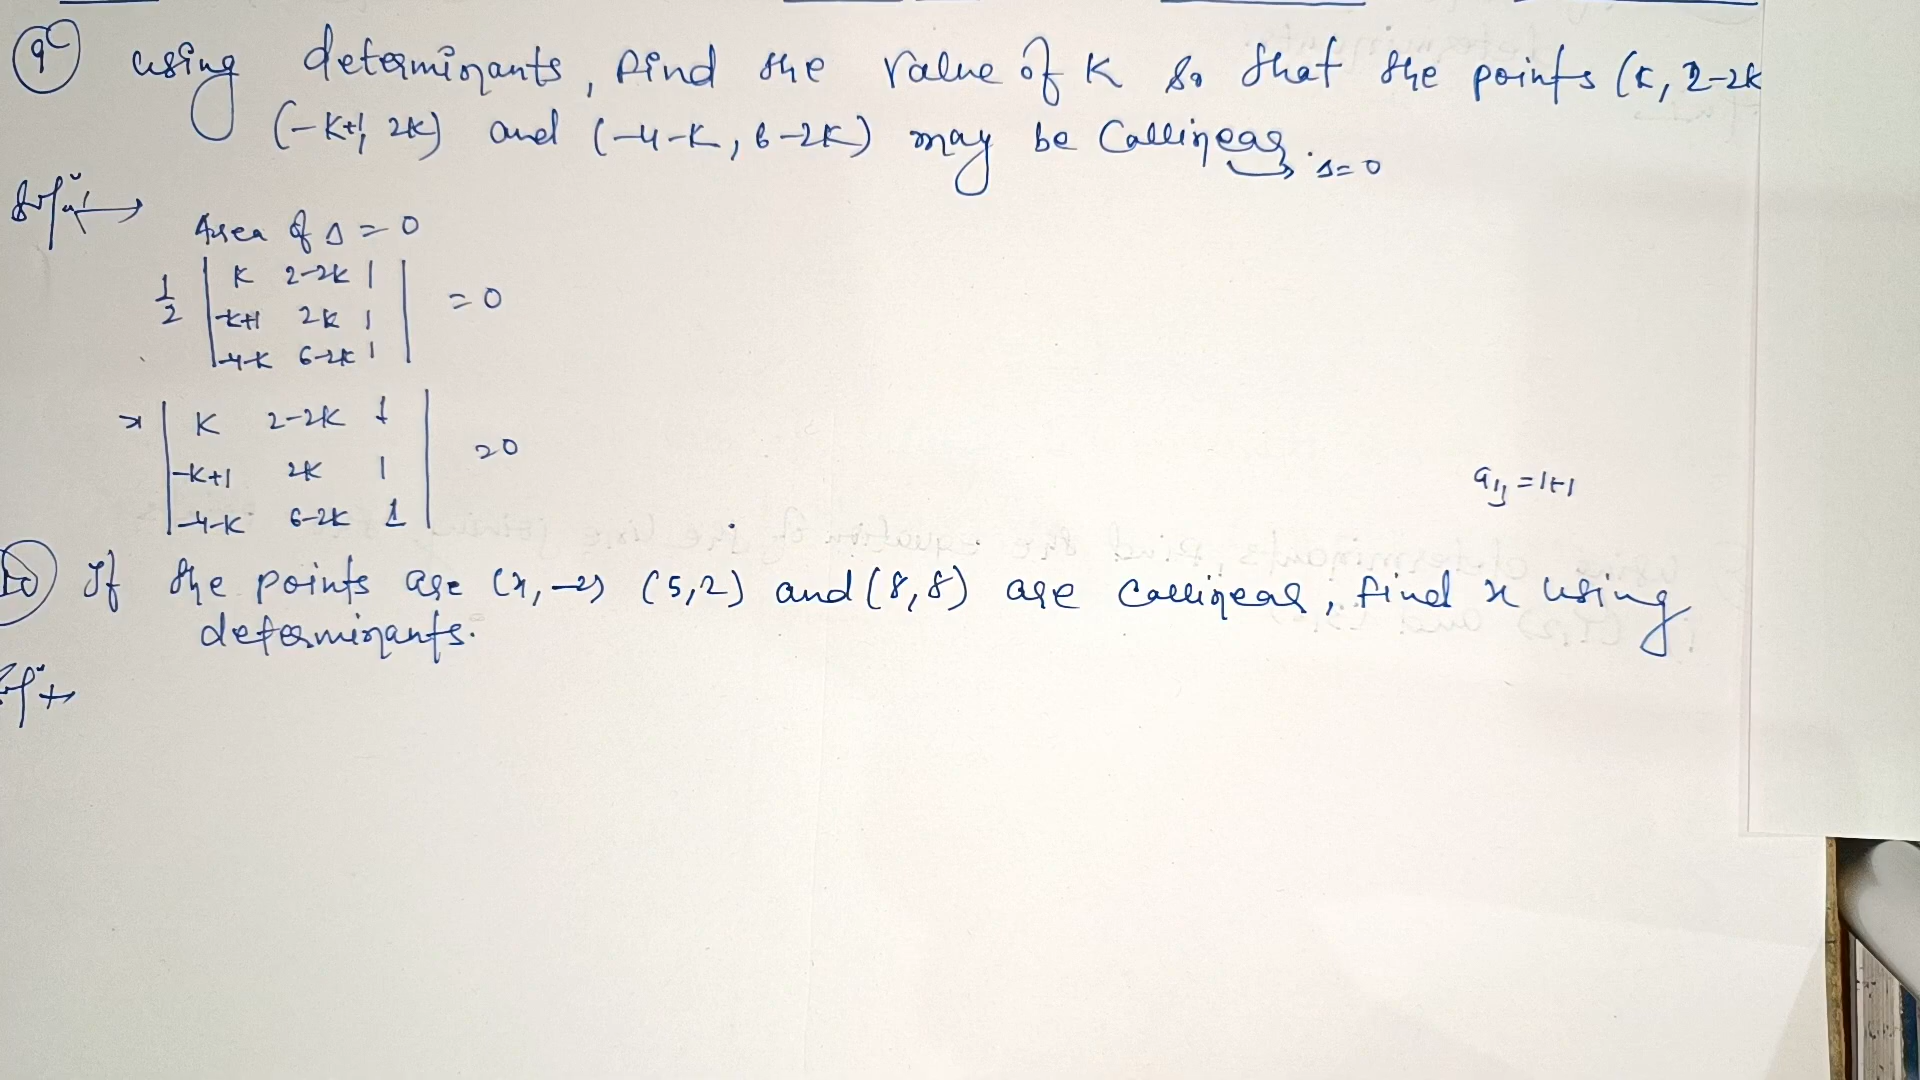 9 using determinants, find the value of K so that the points (K, 2-2K
(-K+1, 2K) and (-4-K, 6-2K) may be Collinear. Δ=0
Area of Δ = 0
1/2 | K 2-2K 1 |
| -K+1 2K 1 | = 0
| -4-K 6-2K 1 |
| K 2-2K 1 |
| -K+1 2K 1 | =0
| -4-K 6-2K 1 |
a11 = 1+1
10 If the points are (x, -2) (5,2) and (8,8) are collinear, find x using
determinants.